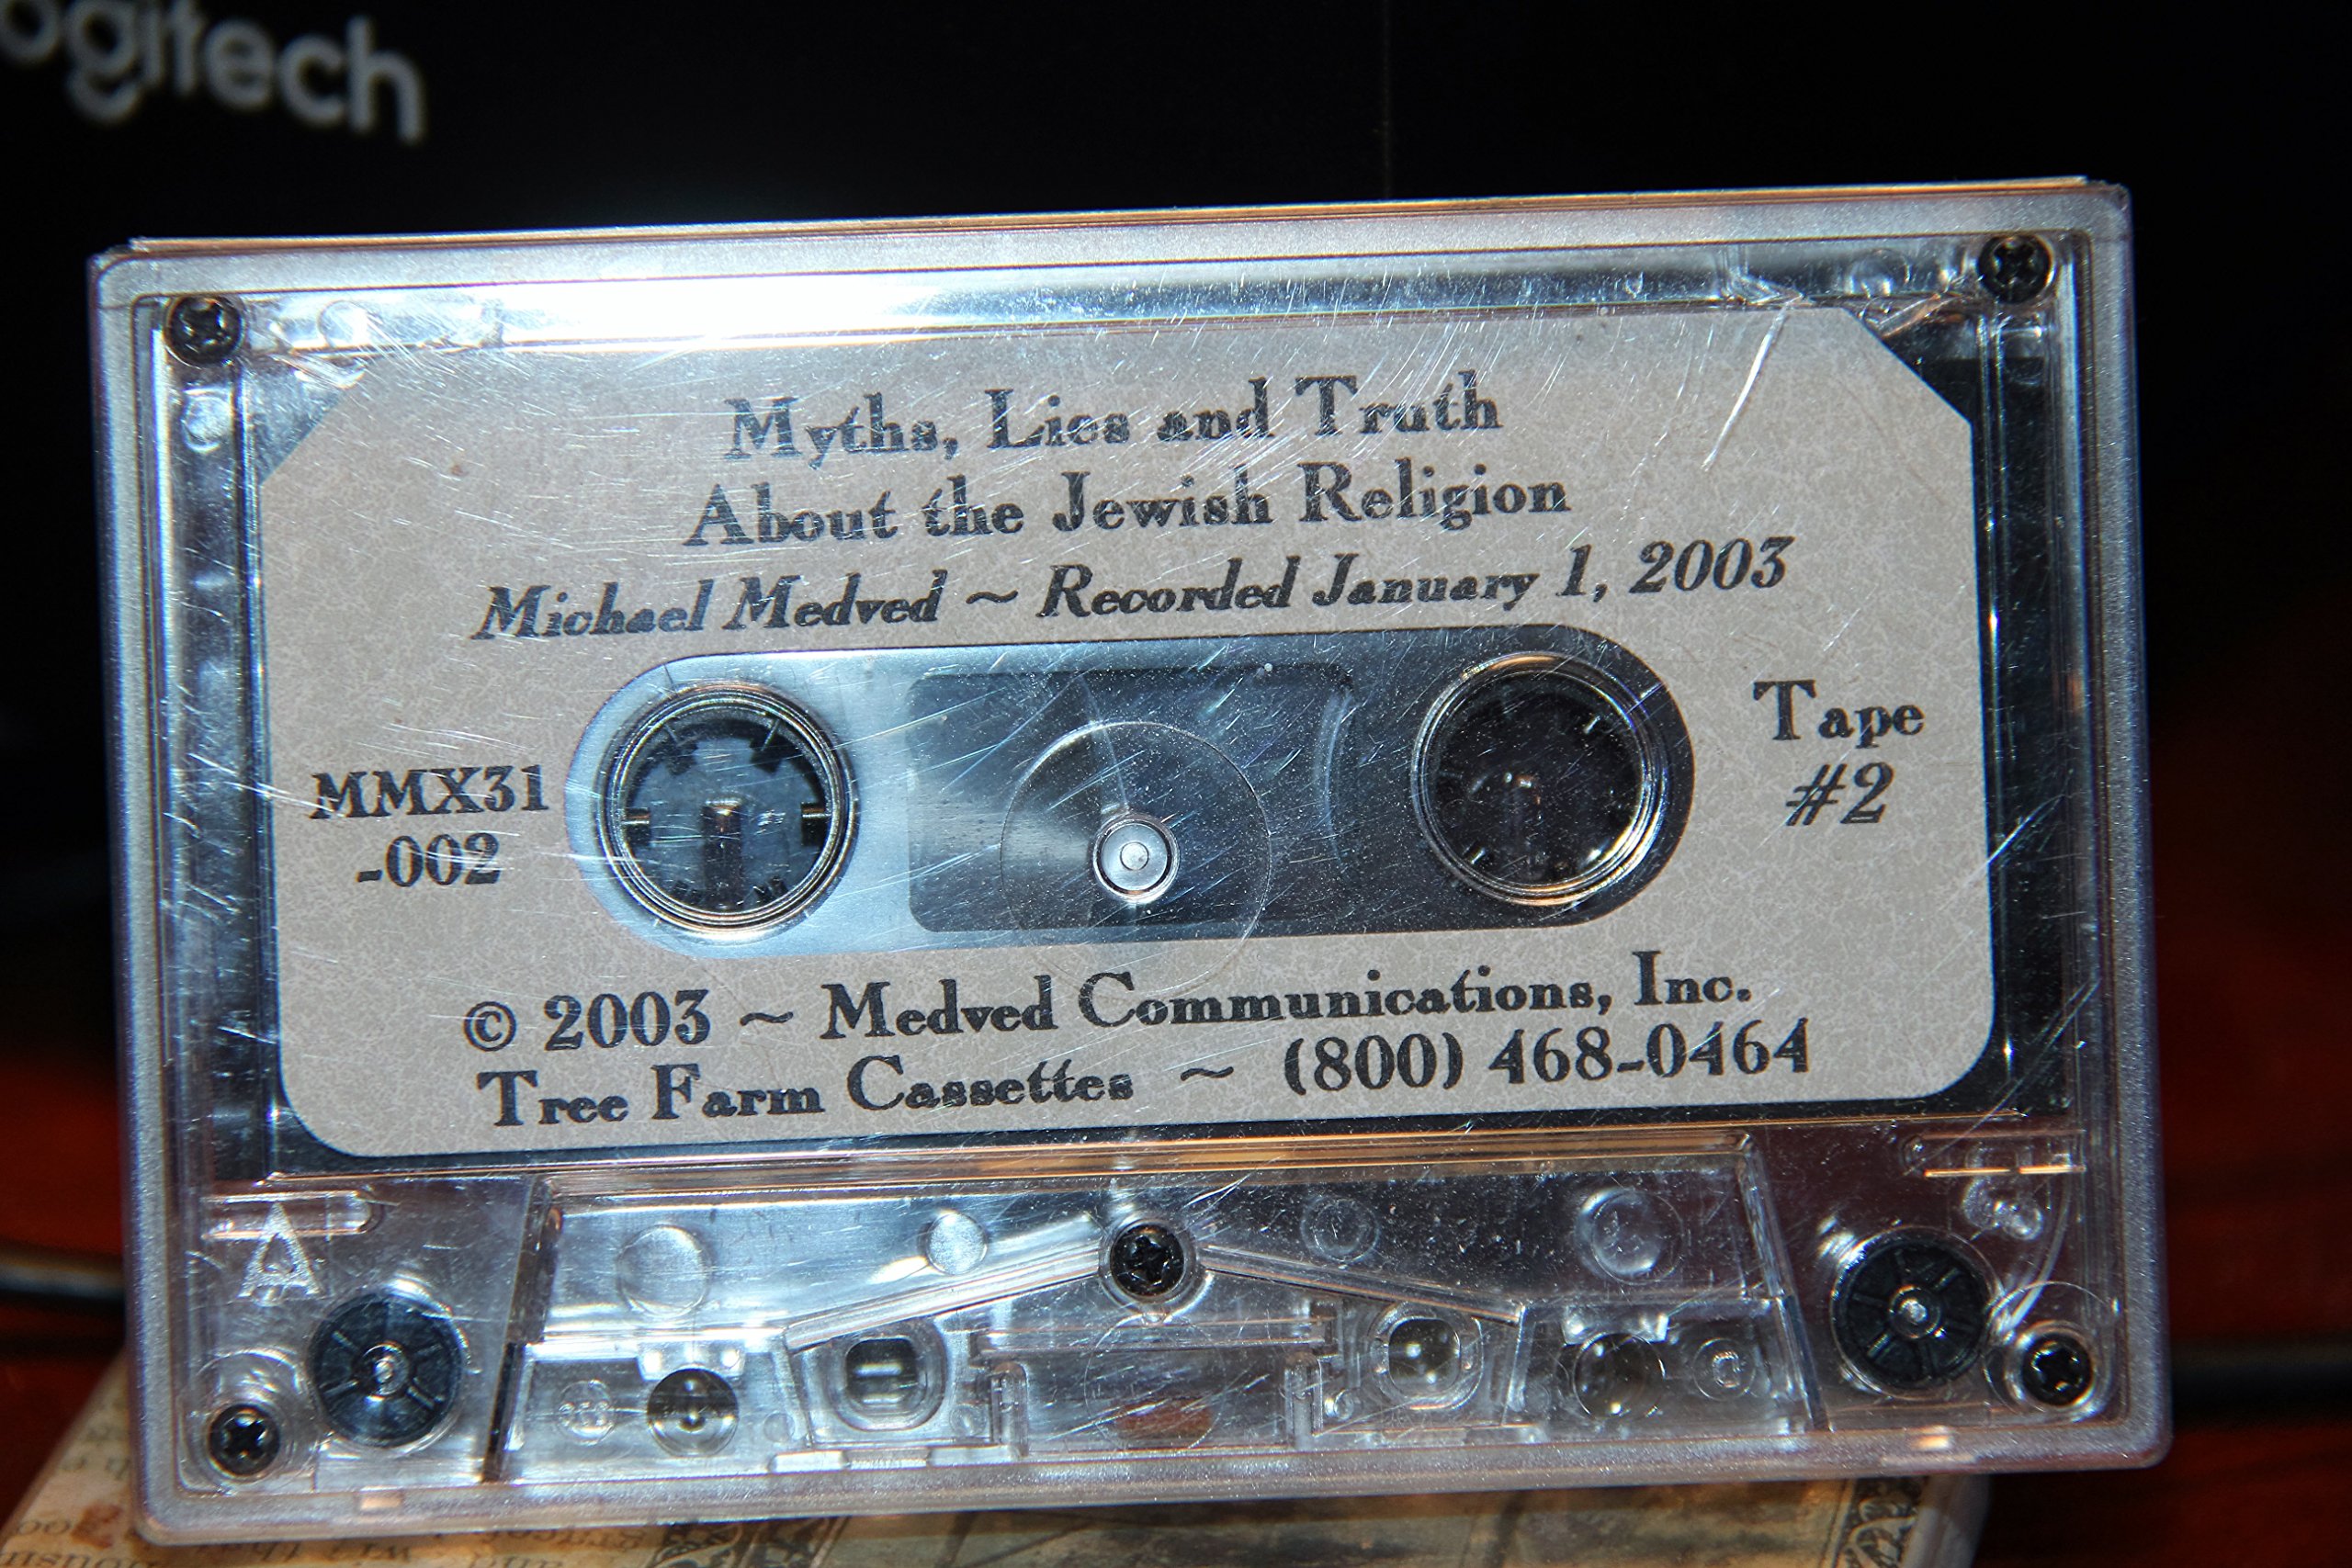 ogitech
Myths, Lies and Truth
About the Jewish Religion
Michael Medved ~ Recorded January 1, 2003
MMX31
-002
Tape
#2
© 2003 ~ Medved Communications, Inc.
Tree Farm Cassettes ~ (800) 468-0464
A